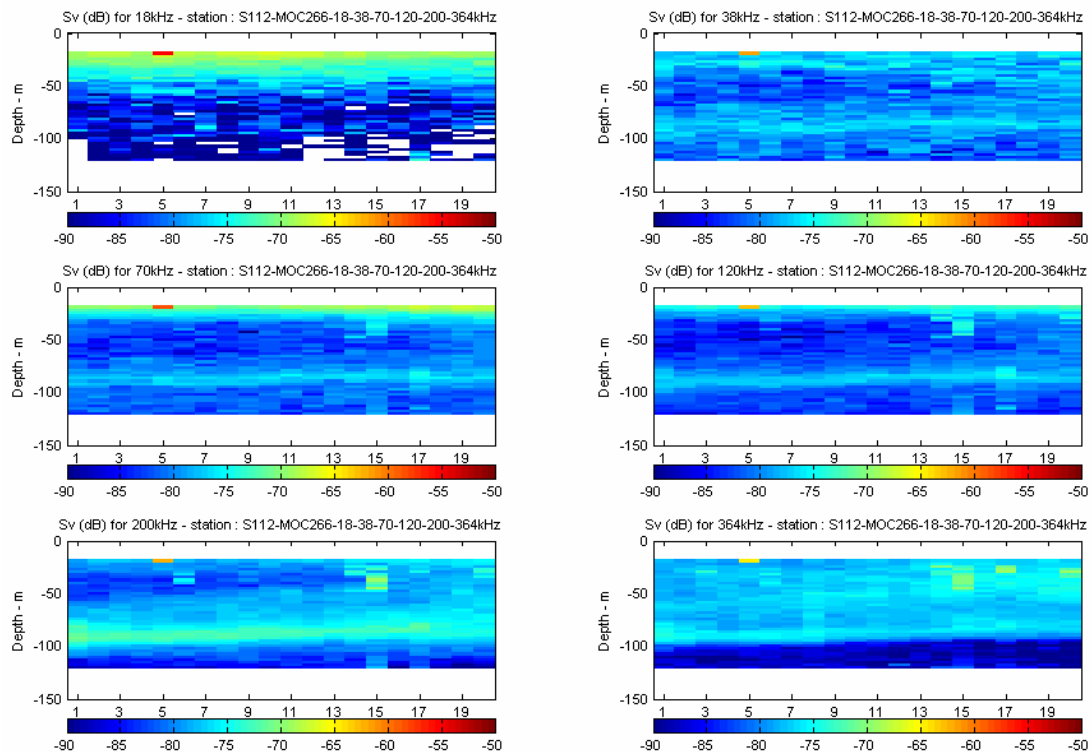 Sv (dB) for 18kHz - station : S112-MOC266-18-38-70-120-200-364kHz
0
-50
-100
-150
Depth - m
1 3 5 7 9 11 13 15 17 19
-90 -85 -80 -75 -70 -65 -60 -55 -50
Sv (dB) for 38kHz - station : S112-MOC266-18-38-70-120-200-364kHz
0
-50
-100
-150
Depth - m
1 3 5 7 9 11 13 15 17 19
-90 -85 -80 -75 -70 -65 -60 -55 -50
Sv (dB) for 70kHz - station : S112-MOC266-18-38-70-120-200-364kHz
0
-50
-100
-150
Depth - m
1 3 5 7 9 11 13 15 17 19
-90 -85 -80 -75 -70 -65 -60 -55 -50
Sv (dB) for 120kHz - station : S112-MOC266-18-38-70-120-200-364kHz
0
-50
-100
-150
Depth - m
1 3 5 7 9 11 13 15 17 19
-90 -85 -80 -75 -70 -65 -60 -55 -50
Sv (dB) for 200kHz - station : S112-MOC266-18-38-70-120-200-364kHz
0
-50
-100
-150
Depth - m
1 3 5 7 9 11 13 15 17 19
-90 -85 -80 -75 -70 -65 -60 -55 -50
Sv (dB) for 364kHz - station : S112-MOC266-18-38-70-120-200-364kHz
0
-50
-100
-150
Depth - m
1 3 5 7 9 11 13 15 17 19
-90 -85 -80 -75 -70 -65 -60 -55 -50